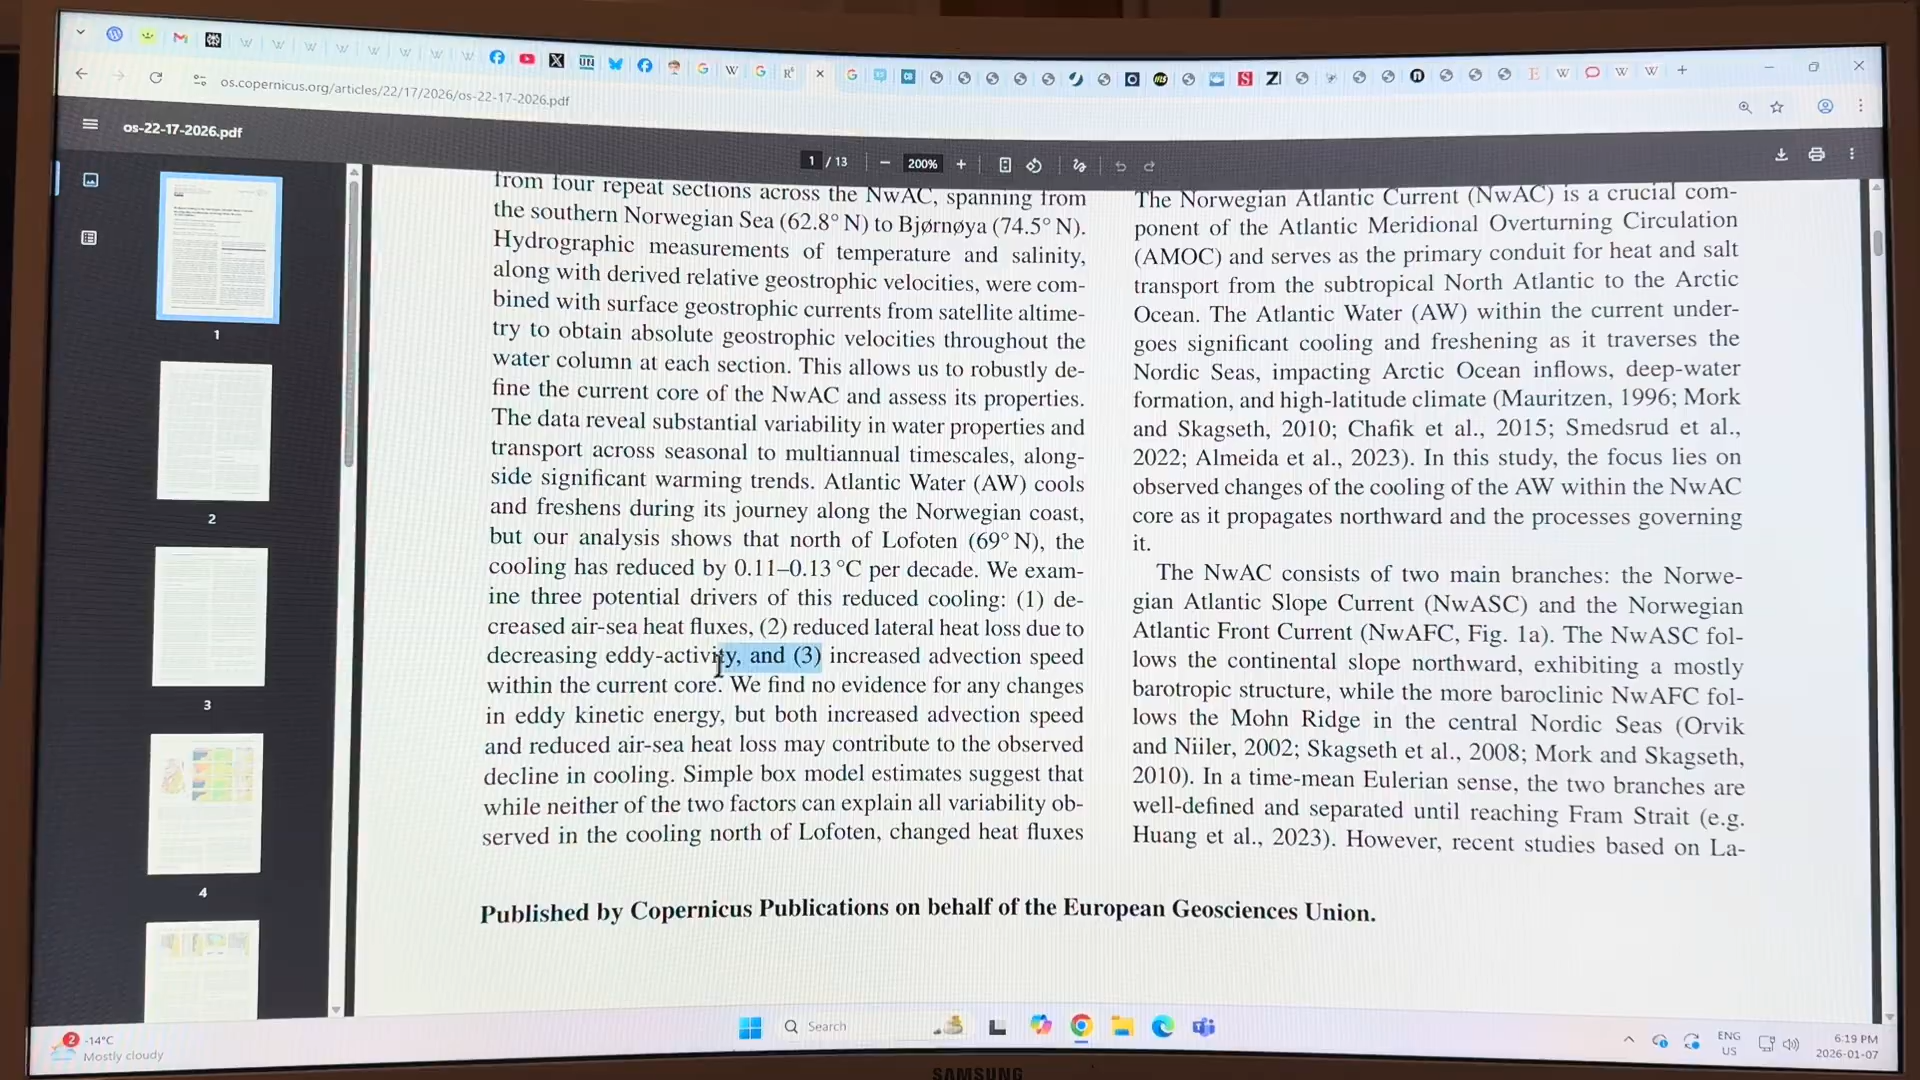 os.copernicus.org/articles/22/17/2026/os-22-17-2026.pdf
os-22-17-2026.pdf
1 / 13
200%
1
2
3
4
from four repeat sections across the NwAC, spanning from
the southern Norwegian Sea (62.8° N) to Bjørnøya (74.5° N).
Hydrographic measurements of temperature and salinity,
along with derived relative geostrophic velocities, were com-
bined with surface geostrophic currents from satellite altime-
try to obtain absolute geostrophic velocities throughout the
water column at each section. This allows us to robustly de-
fine the current core of the NwAC and assess its properties.
The data reveal substantial variability in water properties and
transport across seasonal to multiannual timescales, along-
side significant warming trends. Atlantic Water (AW) cools
and freshens during its journey along the Norwegian coast,
but our analysis shows that north of Lofoten (69° N), the
cooling has reduced by 0.11–0.13 °C per decade. We exam-
ine three potential drivers of this reduced cooling: (1) de-
creased air-sea heat fluxes, (2) reduced lateral heat loss due to
decreasing eddy-activity, and (3) increased advection speed
within the current core. We find no evidence for any changes
in eddy kinetic energy, but both increased advection speed
and reduced air-sea heat loss may contribute to the observed
decline in cooling. Simple box model estimates suggest that
while neither of the two factors can explain all variability ob-
served in the cooling north of Lofoten, changed heat fluxes
The Norwegian Atlantic Current (NwAC) is a crucial com-
ponent of the Atlantic Meridional Overturning Circulation
(AMOC) and serves as the primary conduit for heat and salt
transport from the subtropical North Atlantic to the Arctic
Ocean. The Atlantic Water (AW) within the current under-
goes significant cooling and freshening as it traverses the
Nordic Seas, impacting Arctic Ocean inflows, deep-water
formation, and high-latitude climate (Mauritzen, 1996; Mork
and Skagseth, 2010; Chafik et al., 2015; Smedsrud et al.,
2022; Almeida et al., 2023). In this study, the focus lies on
observed changes of the cooling of the AW within the NwAC
core as it propagates northward and the processes governing
it.
The NwAC consists of two main branches: the Norwe-
gian Atlantic Slope Current (NwASC) and the Norwegian
Atlantic Front Current (NwAFC, Fig. 1a). The NwASC fol-
lows the continental slope northward, exhibiting a mostly
barotropic structure, while the more baroclinic NwAFC fol-
lows the Mohn Ridge in the central Nordic Seas (Orvik
and Niiler, 2002; Skagseth et al., 2008; Mork and Skagseth,
2010). In a time-mean Eulerian sense, the two branches are
well-defined and separated until reaching Fram Strait (e.g.
Huang et al., 2023). However, recent studies based on La-
Published by Copernicus Publications on behalf of the European Geosciences Union.
2
-14°C
Mostly cloudy
Search
ENG
US
6:19 PM
2026-01-07
SAMSUNG